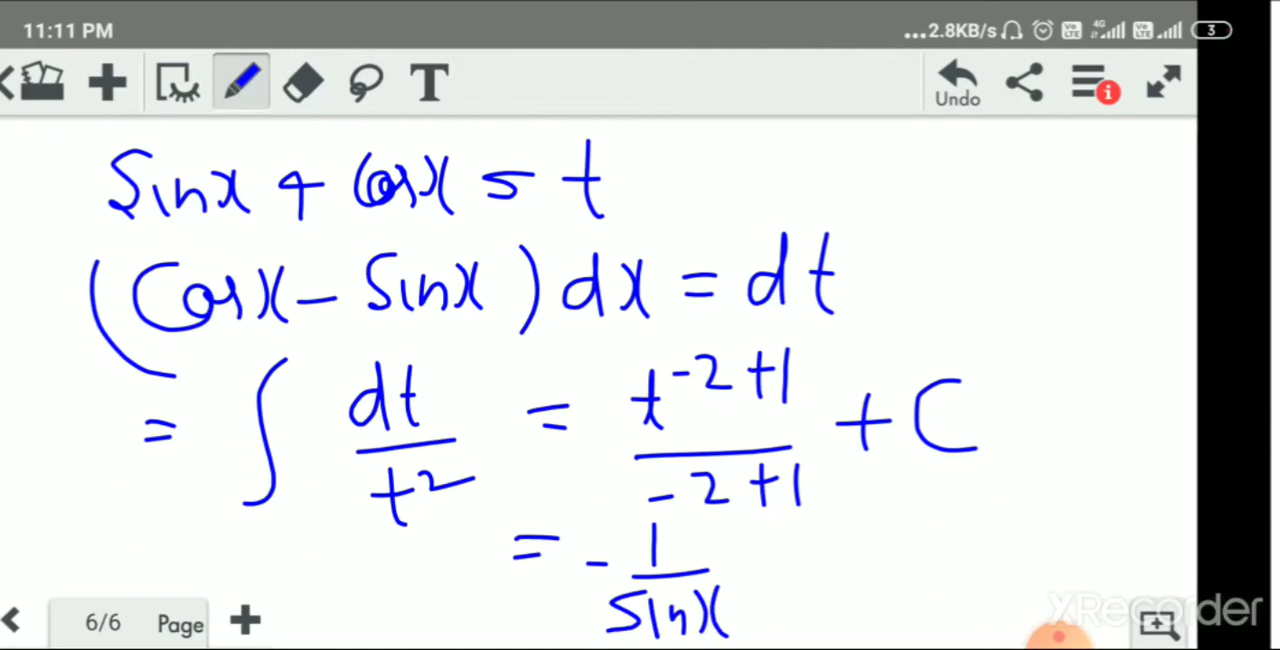 11:11 PM ...2.8KB/s 4G 3
T Undo
Sinx + Cosx = t
(Cosx - Sinx) dx = dt
= ∫ dt/t² = t^(-2+1)/(-2+1) + C
= - 1/sinx
6/6 Page
XRecorder